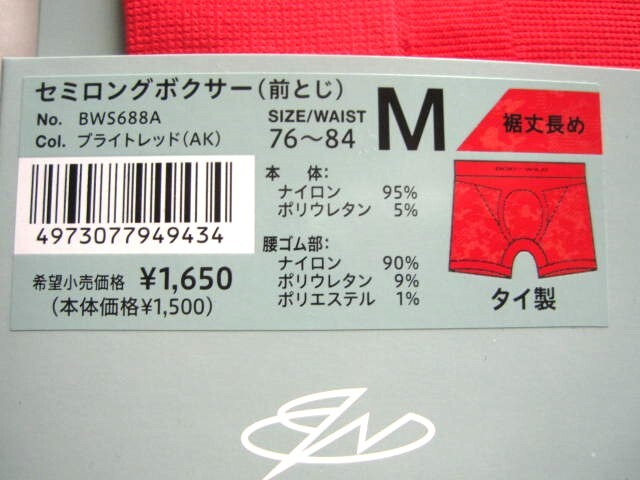 セミロングボクサー(前とじ)
No. BWS688A
Col. ブライトレッド(AK)
SIZE/WAIST
76〜84
M
裾丈長め
4973077949434
希望小売価格 ¥1,650
(本体価格¥1,500)
本 体:
ナイロン 95%
ポリウレタン 5%
腰ゴム部:
ナイロン 90%
ポリウレタン 9%
ポリエステル 1%
BODY WILD
タイ製